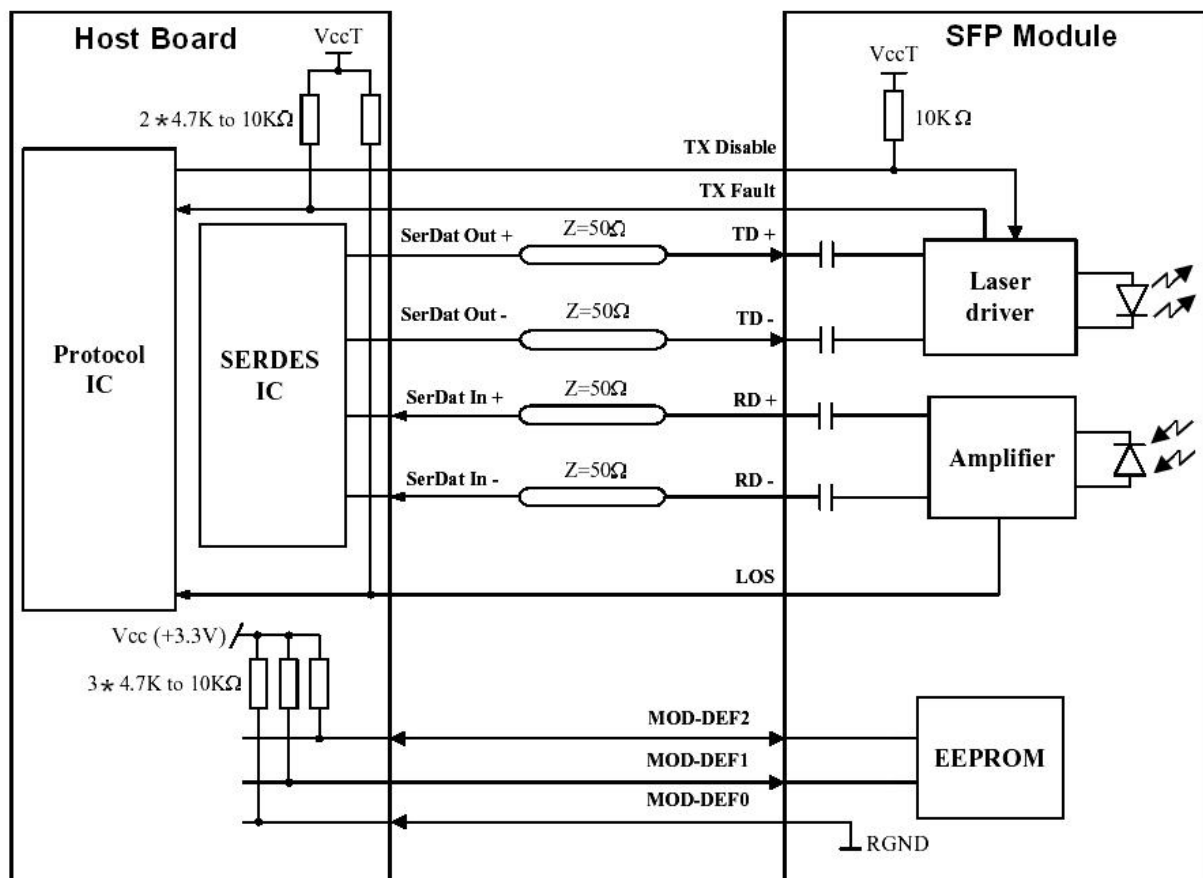 Host Board
SFP Module
VccT
VccT
2*4.7K to 10KΩ
10KΩ
TX Disable
TX Fault
SerDat Out +
Z=50Ω
TD +
Laser
driver
SerDat Out -
Z=50Ω
TD -
Protocol
IC
SERDES
IC
SerDat In +
Z=50Ω
RD +
Amplifier
SerDat In -
Z=50Ω
RD -
LOS
Vcc (+3.3V)
3*4.7K to 10KΩ
MOD-DEF2
MOD-DEF1
EEPROM
MOD-DEF0
RGND